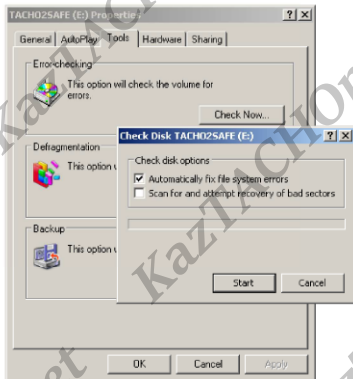 TACHO2SAFE (E:) Properties
General AutoPlay Tools Hardware Sharing
Error-checking
This option will check the volume for
errors.
Check Now...
Check Disk TACHO2SAFE (E:)
Check disk options
Automatically fix file system errors
Scan for and attempt recovery of bad sectors
Start Cancel
Defragmentation
This option
Backup
This option
OK Cancel Apply